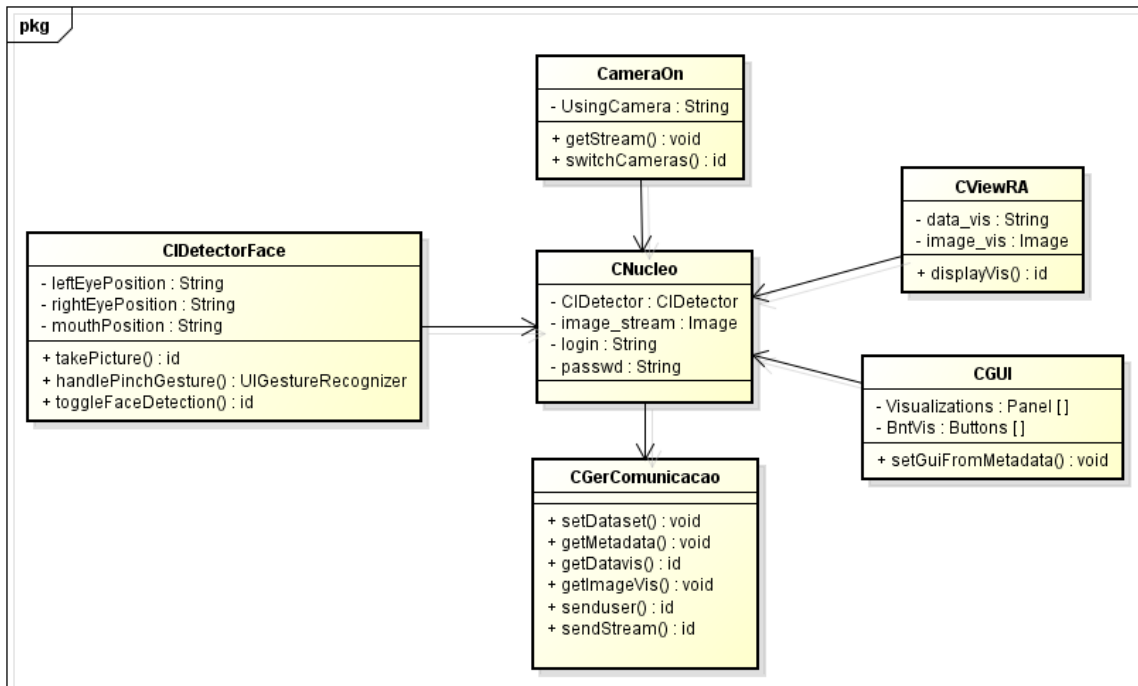 pkg
CameraOn
- UsingCamera : String
+ getStream() : void
+ switchCameras() : id
CViewRA
- data_vis : String
- image_vis : Image
+ displayVis() : id
CIDetectorFace
- leftEyePosition : String
- rightEyePosition : String
- mouthPosition : String
+ takePicture() : id
+ handlePinchGesture() : UIGestureRecognizer
+ toggleFaceDetection() : id
CNucleo
- CIDetector : CIDetector
- image_stream : Image
- login : String
- passwd : String
CGUI
- Visualizations : Panel [ ]
- BntVis : Buttons [ ]
+ setGuiFromMetadata() : void
CGerComunicacao
+ setDataset() : void
+ getMetadata() : void
+ getDatavis() : id
+ getImageVis() : void
+ senduser() : id
+ sendStream() : id